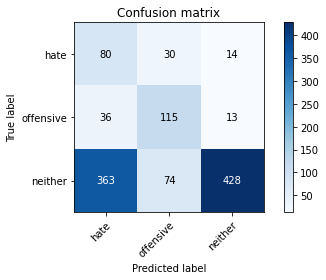 Confusion matrix
hate 80 30 14
offensive 36 115 13
neither 363 74 428
hate offensive neither
True label
Predicted label
400
350
300
250
200
150
100
50